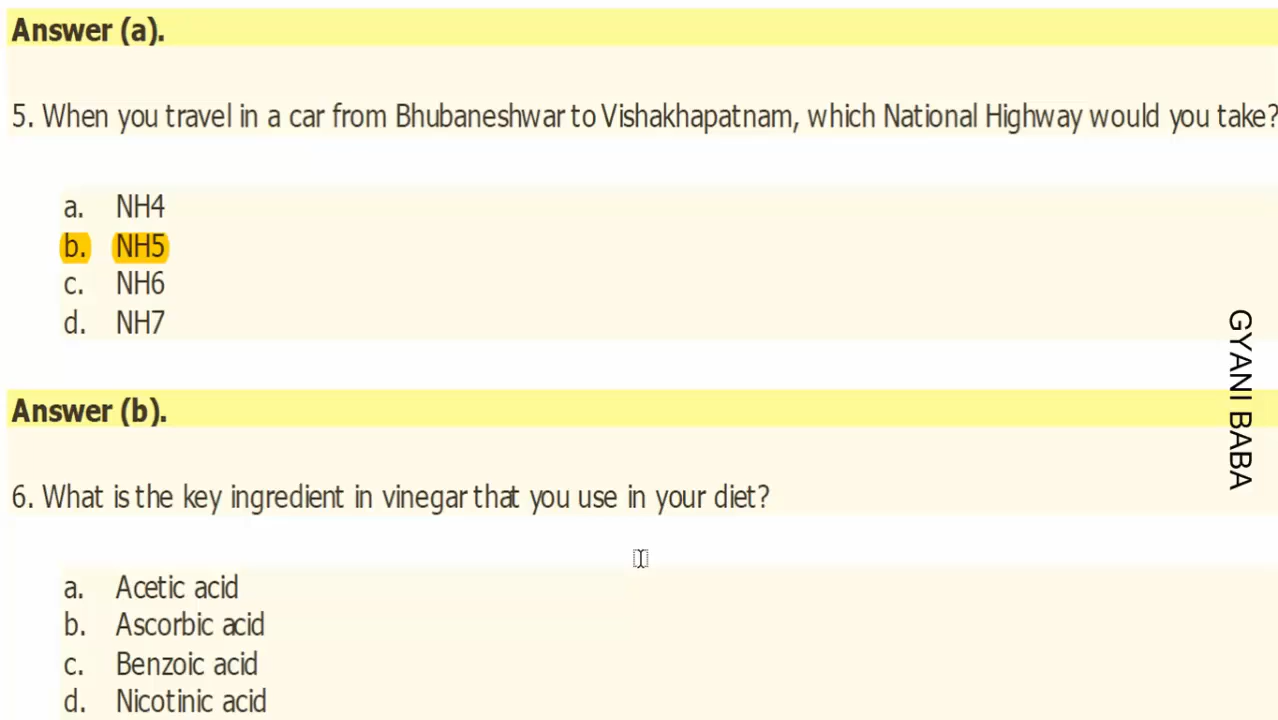 Answer (a).
5. When you travel in a car from Bhubaneshwar to Vishakhapatnam, which National Highway would you take?
a. NH4
b. NH5
c. NH6
d. NH7
GYANI BABA
Answer (b).
6. What is the key ingredient in vinegar that you use in your diet?
a. Acetic acid
b. Ascorbic acid
c. Benzoic acid
d. Nicotinic acid